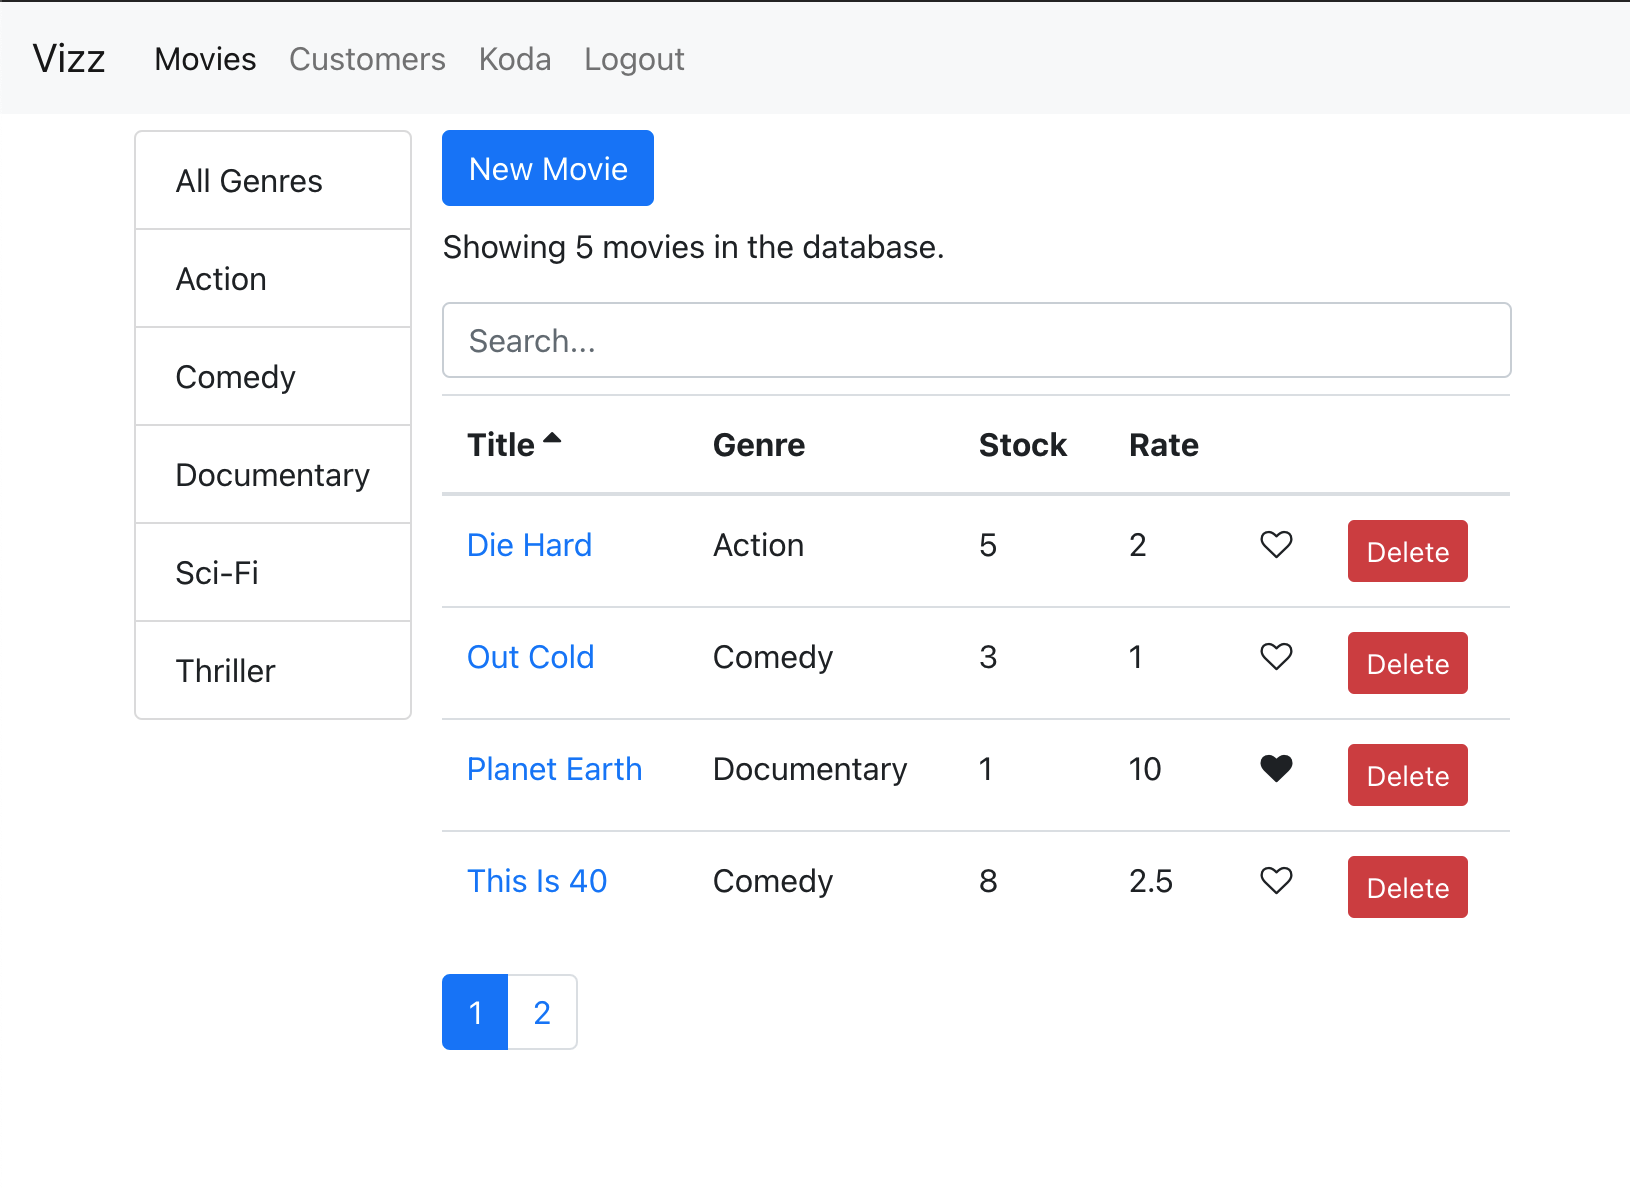 Vizz Movies Customers Koda Logout
All Genres
Action
Comedy
Documentary
Sci-Fi
Thriller
New Movie
Showing 5 movies in the database.
Search...
Title Genre Stock Rate
Die Hard Action 5 2 Delete
Out Cold Comedy 3 1 Delete
Planet Earth Documentary 1 10 Delete
This Is 40 Comedy 8 2.5 Delete
1 2